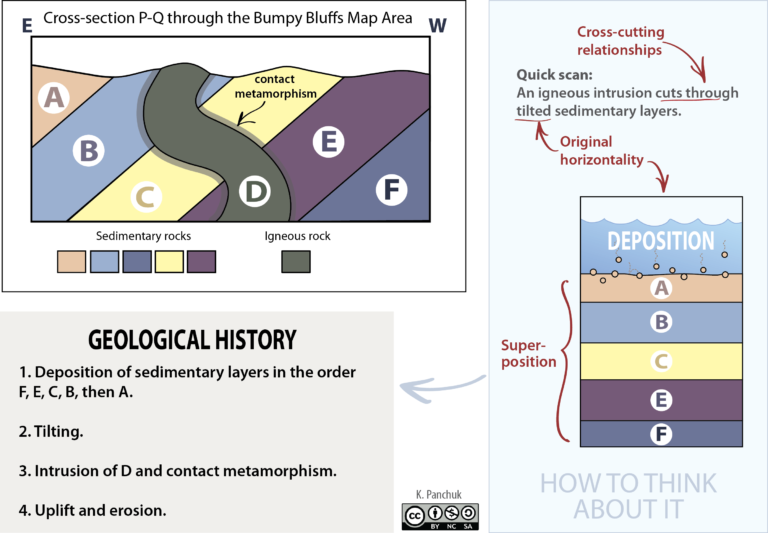 Cross-section P-Q through the Bumpy Bluffs Map Area
E
W
contact
metamorphism
A
B
C
D
E
F
Sedimentary rocks
Igneous rock
GEOLOGICAL HISTORY
1. Deposition of sedimentary layers in the order
F, E, C, B, then A.
2. Tilting.
3. Intrusion of D and contact metamorphism.
4. Uplift and erosion.
K. Panchuk
cc
BY NC SA
Cross-cutting
relationships
Quick scan:
An igneous intrusion cuts through
tilted sedimentary layers.
Original
horizontality
DEPOSITION
A
B
C
E
F
Super-
position
HOW TO THINK
ABOUT IT